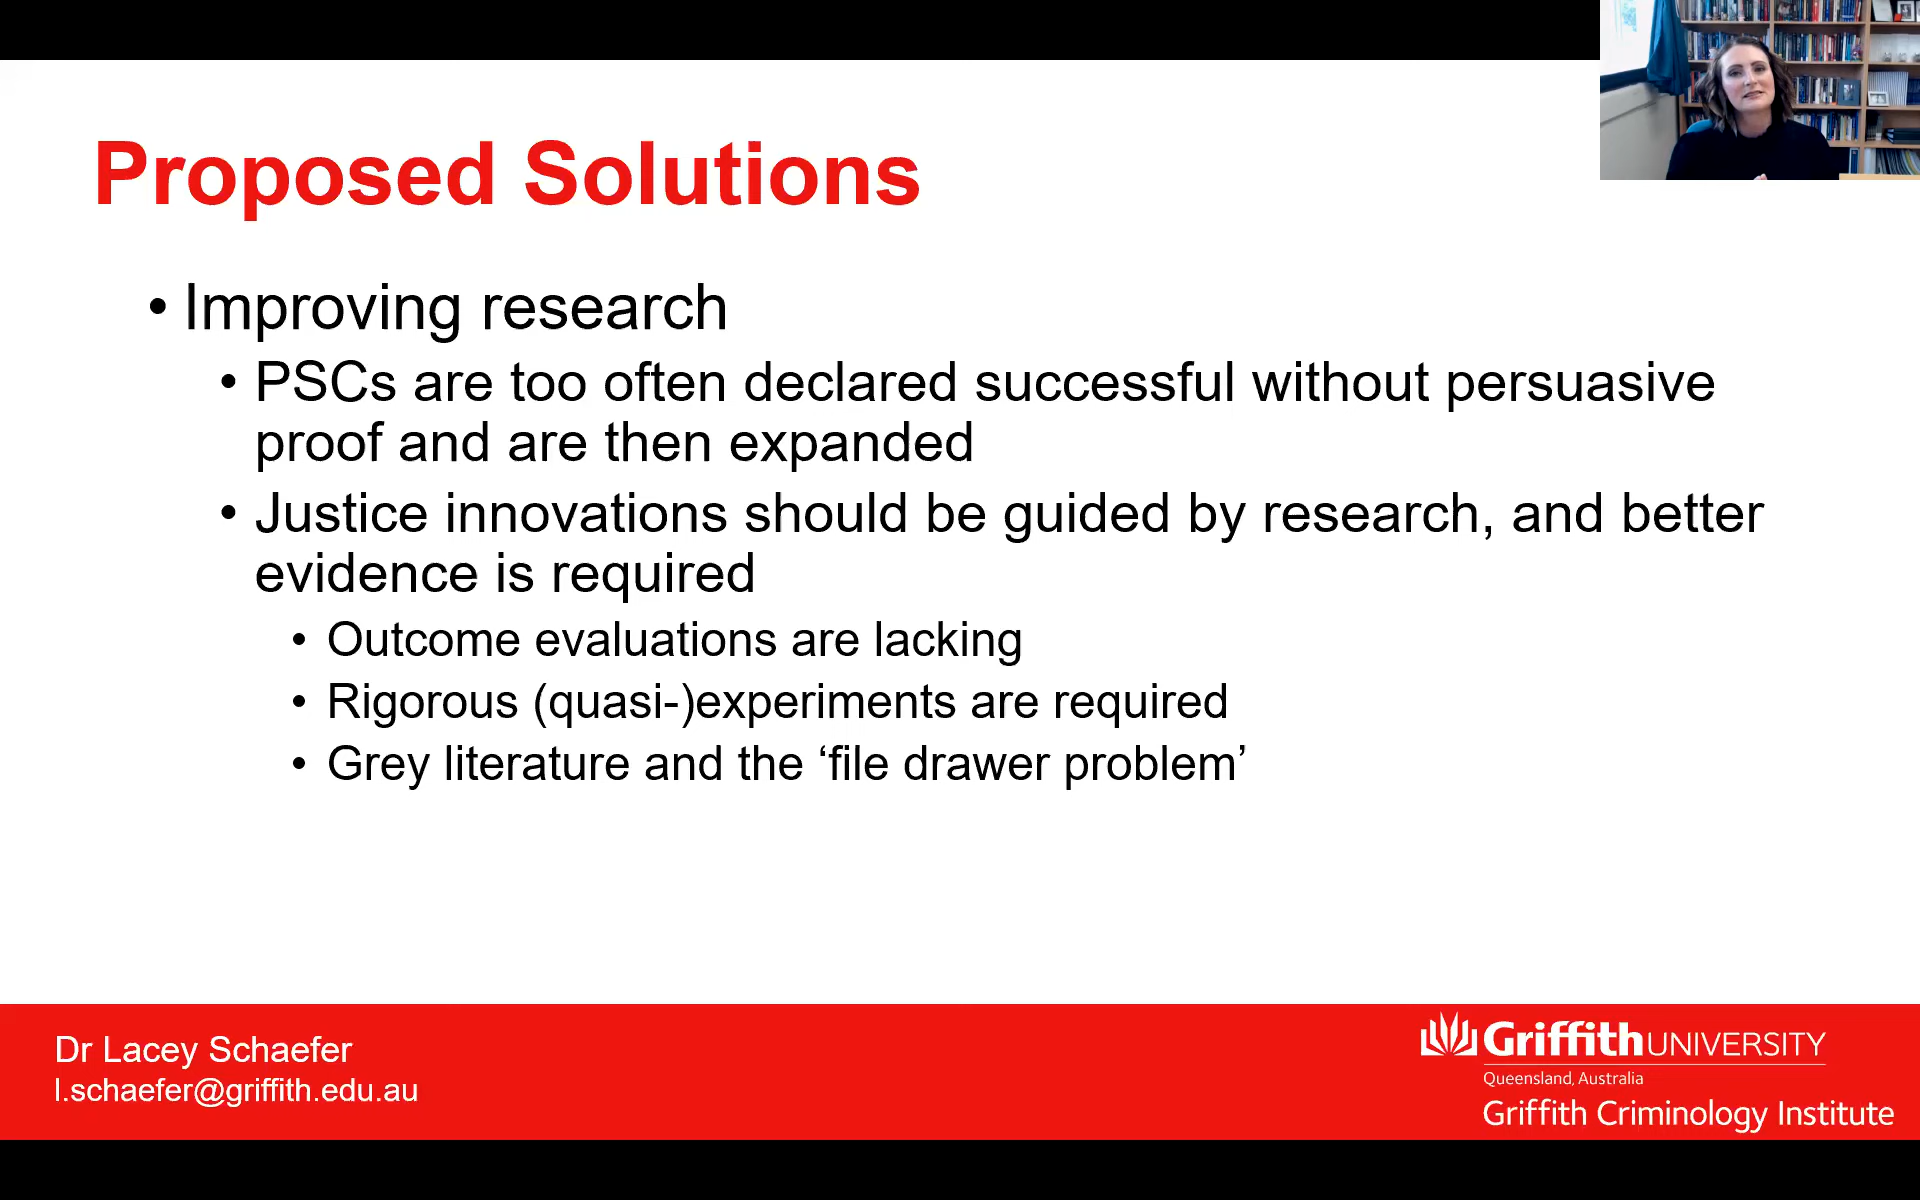 Proposed Solutions
• Improving research
• PSCs are too often declared successful without persuasive
proof and are then expanded
• Justice innovations should be guided by research, and better
evidence is required
• Outcome evaluations are lacking
• Rigorous (quasi-)experiments are required
• Grey literature and the ‘file drawer problem’
Dr Lacey Schaefer
l.schaefer@griffith.edu.au
Griffith UNIVERSITY
Queensland, Australia
Griffith Criminology Institute